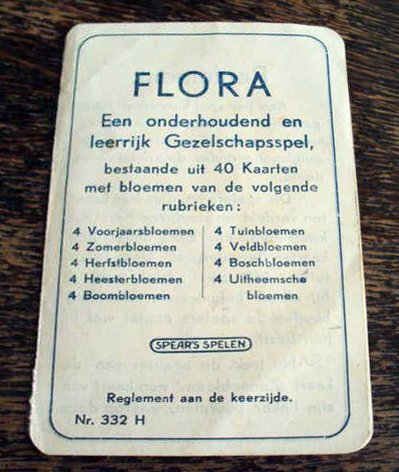 FLORA
Een onderhoudend en
leerrijk Gezelschapsspel,
bestaande uit 40 Kaarten
met bloemen van de volgende
rubrieken:
4 Voorjaarsbloemen
4 Zomerbloemen
4 Herfstbloemen
4 Heesterbloemen
4 Boombloemen
4 Tuinbloemen
4 Veldbloemen
4 Boschbloemen
4 Uitheemsche
bloemen
SPEAR'S SPELEN
Reglement aan de keerzijde.
Nr. 332 H